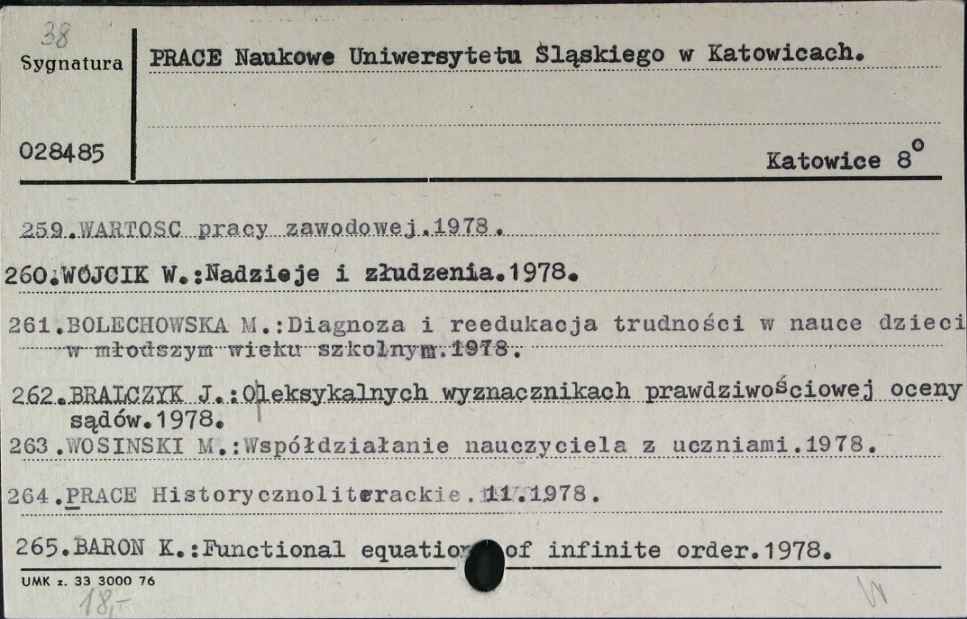 38
Sygnatura
PRACE Naukowe Uniwersytetu Śląskiego w Katowicach.
028485
Katowice 8°
259.WARTOSC pracy zawodowej.1978.
260.WÓJCIK W.:Nadzieje i złudzenia.1978.
261.BOLECHOWSKA M.:Diagnoza i reedukacja trudności w nauce dzieci
w młodszym wieku szkolnym.1978.
262.BRALCZYK J.:O leksykalnych wyznacznikach prawdziwościowej oceny
sądów.1978.
263.WOSINSKI M.:Współdziałanie nauczyciela z uczniami.1978.
264.PRACE Historycznoliterackie.11.1978.
265.BARON K.:Functional equation of infinite order.1978.
UMK z. 33 3000 76
18,-